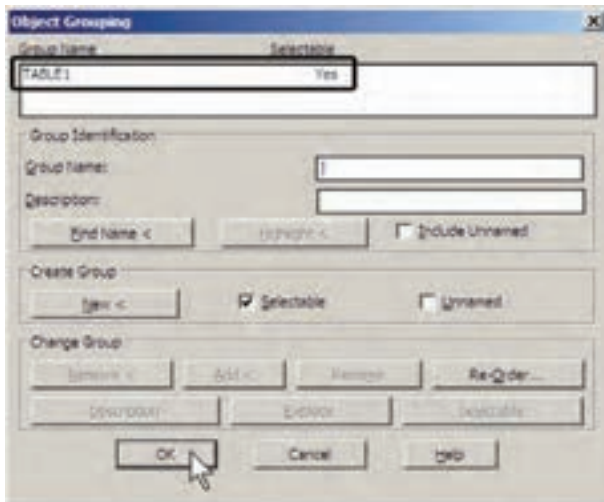 Object Grouping
Group Name Selectable
TABLE1 Yes
Group Identification
Group Name:
Description:
Find Name < Highlight < Include Unnamed
Create Group
New < Selectable Unnamed
Change Group
Remove < Add < Rename Re-Order...
Description Explode Selectable
OK Cancel Help